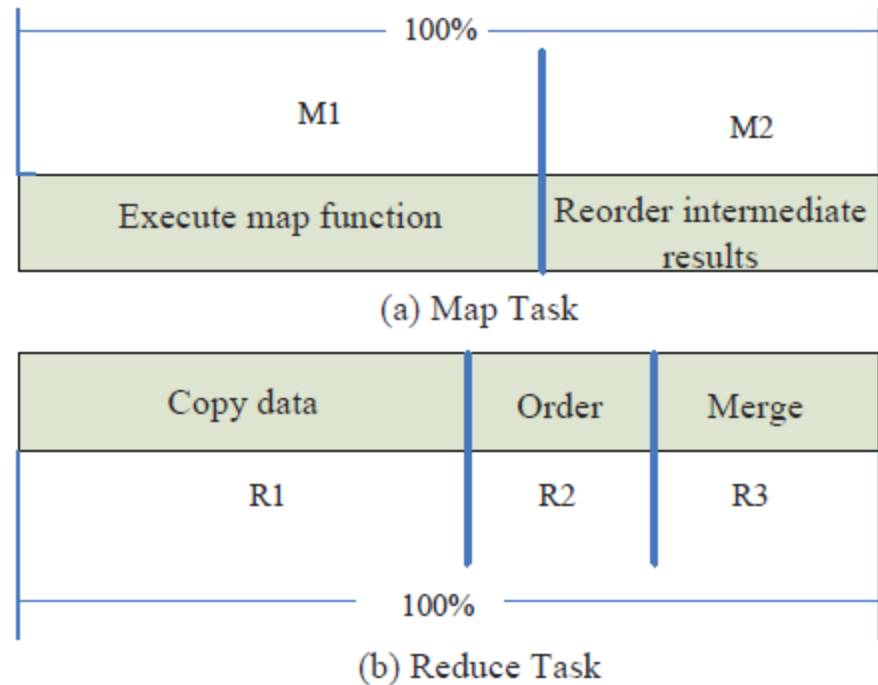 100%
M1
M2
Execute map function
Reorder intermediate
results
(a) Map Task
Copy data
Order
Merge
R1
R2
R3
100%
(b) Reduce Task